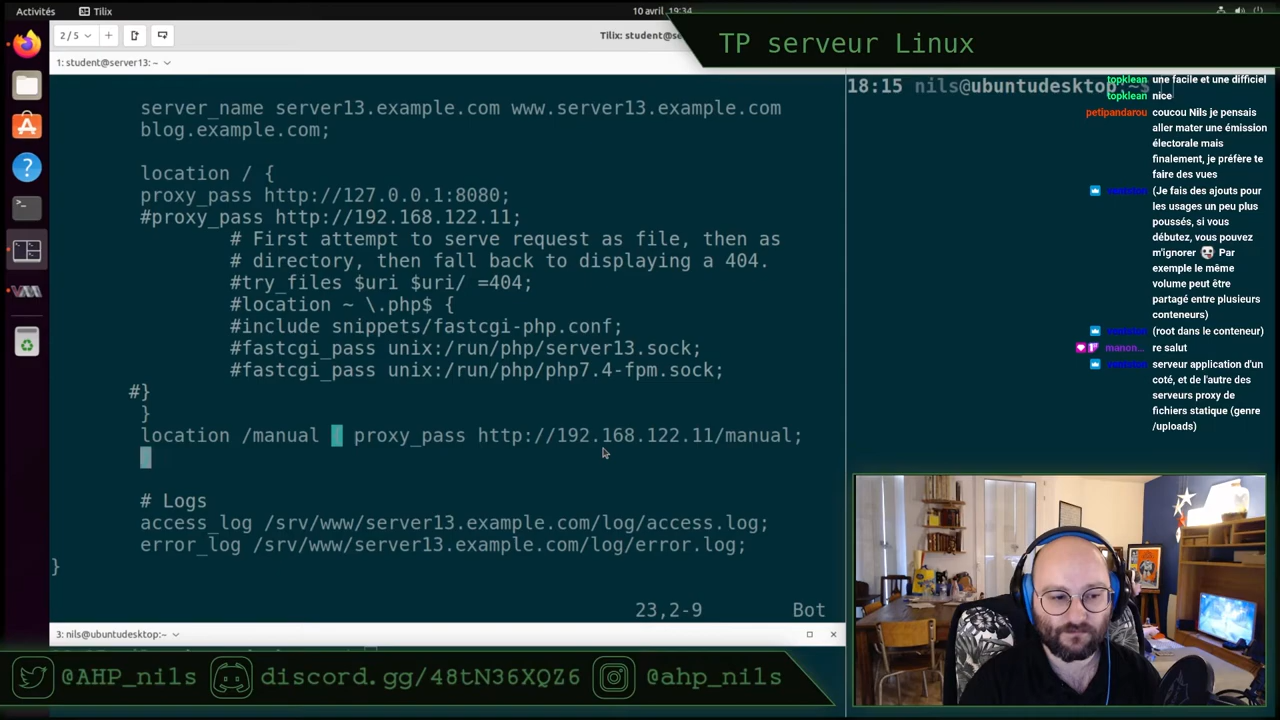 Activités
Tilix
10 avril 19:34
TP serveur Linux
2/5
Tilix: student@se
1: student@server13: ~
server_name server13.example.com www.server13.example.com
blog.example.com;
location / {
proxy_pass http://127.0.0.1:8080;
#proxy_pass http://192.168.122.11;
# First attempt to serve request as file, then as
# directory, then fall back to displaying a 404.
#try_files $uri $uri/ =404;
#location ~ \.php$ {
#include snippets/fastcgi-php.conf;
#fastcgi_pass unix:/run/php/server13.sock;
#fastcgi_pass unix:/run/php/php7.4-fpm.sock;
#}
}
location /manual
proxy_pass http://192.168.122.11/manual;
# Logs
access_log /srv/www/server13.example.com/log/access.log;
error_log /srv/www/server13.example.com/log/error.log;
}
23,2-9 Bot
3: nils@ubuntudesktop:~
18:15 nils@ubuntudesktop:~$
topklean une facile et une difficiel
topklean nice
petipandarou coucou Nils je pensais
aller mater une émission
électorale mais
finalement, je préfère te
faire des vues
(Je fais des ajouts pour
les usages un peu plus
poussés, si vous
débutez, vous pouvez
m'ignorer Par
exemple le même
volume peut être
partagé entre plusieurs
conteneurs)
(root dans le conteneur)
manon... re salut
serveur application d'un
coté, et de l'autre des
serveurs proxy de
fichiers statique (genre
/uploads)
@AHP_nils
discord.gg/48tN36XQZ6
@ahp_nils